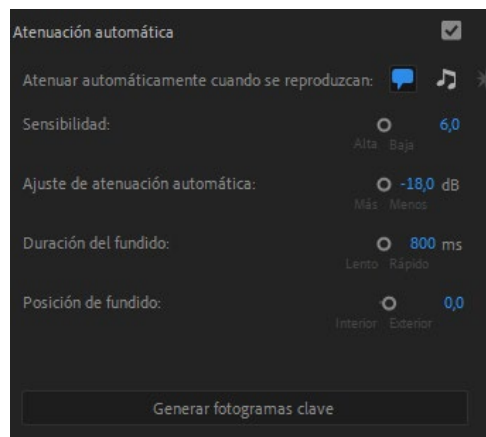 Atenuación automática
Atenuar automáticamente cuando se reproduzcan:
Sensibilidad: 6,0
Alta Baja
Ajuste de atenuación automática: -18,0 dB
Más Menos
Duración del fundido: 800 ms
Lento Rápido
Posición de fundido: 0,0
Interior Exterior
Generar fotogramas clave